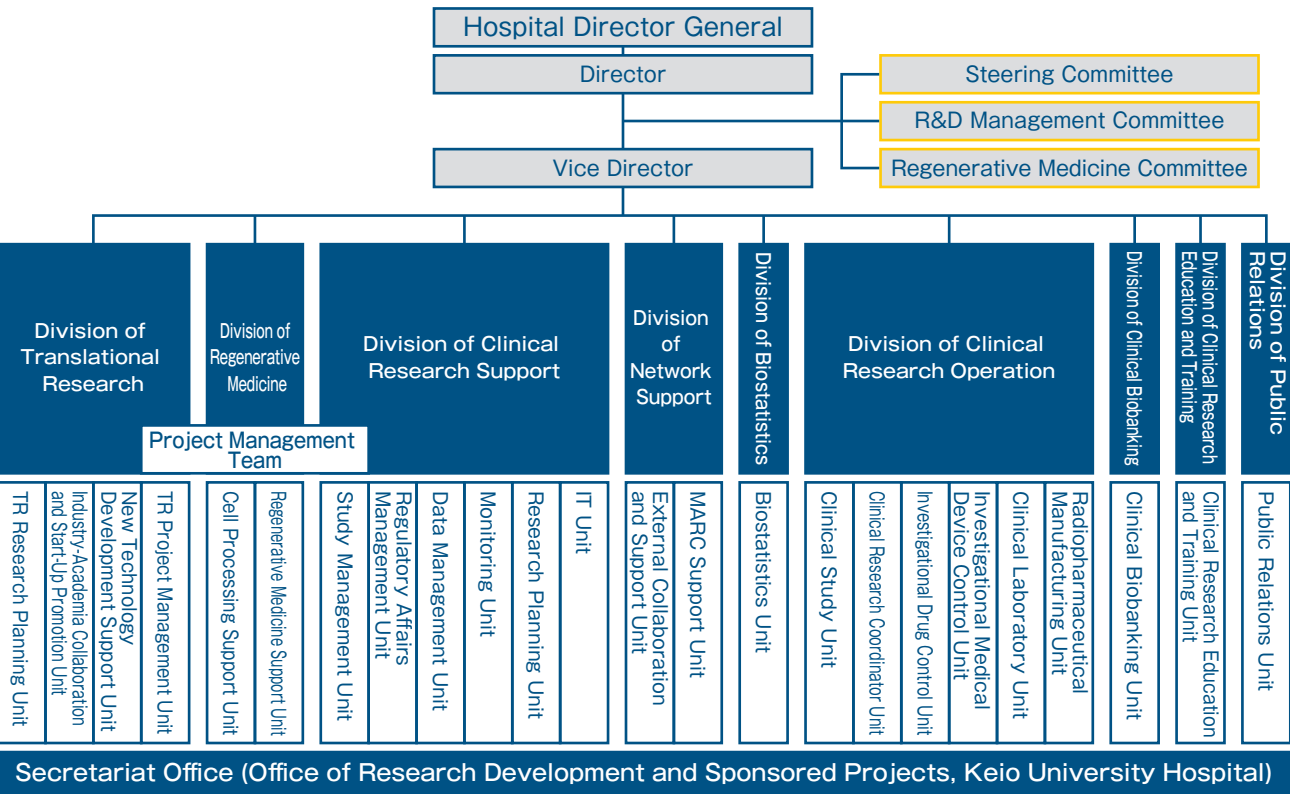 Hospital Director General
Director
Steering Committee
R&D Management Committee
Vice Director
Regenerative Medicine Committee
Division of
Translational
Research
Division of
Regenerative
Medicine
Division of Clinical
Research Support
Division
of
Network
Support
Division of Biostatistics
Division of Clinical
Research Operation
Division of Clinical Biobanking
Division of Clinical Research
Education and Training
Division of Public
Relations
Project Management
Team
TR Research Planning Unit
Industry-Academia Collaboration
and Start-Up Promotion Unit
New Technology
Development Support Unit
TR Project Management Unit
Cell Processing Support Unit
Regenerative Medicine Support Unit
Study Management Unit
Regulatory Affairs
Management Unit
Data Management Unit
Monitoring Unit
Research Planning Unit
IT Unit
External Collaboration
and Support Unit
MARC Support Unit
Biostatistics Unit
Clinical Study Unit
Clinical Research Coordinator Unit
Investigational Drug Control Unit
Investigational Medical
Device Control Unit
Clinical Laboratory Unit
Radiopharmaceutical
Manufacturing Unit
Clinical Biobanking Unit
Clinical Research Education
and Training Unit
Public Relations Unit
Secretariat Office (Office of Research Development and Sponsored Projects, Keio University Hospital)